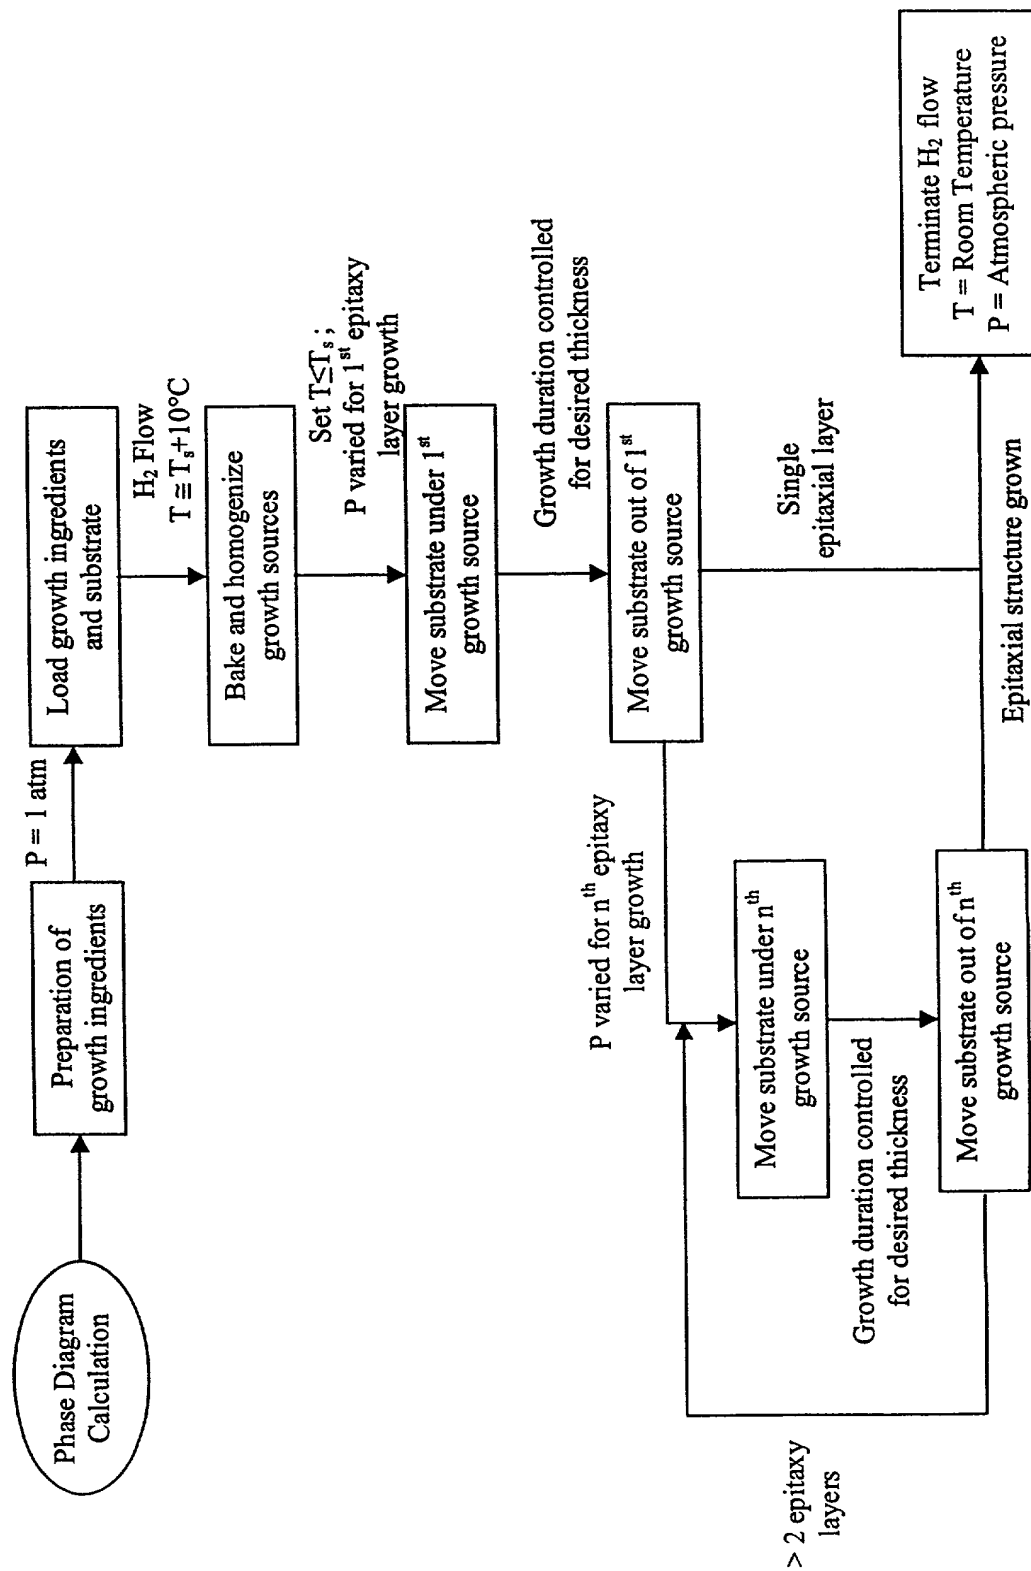 Phase Diagram
Calculation
Preparation of
growth ingredients
P = 1 atm
Load growth ingredients
and substrate
H₂ Flow
T ≅ Tₛ+10°C
Bake and homogenize
growth sources
Set T≤Tₛ ;
P varied for 1ˢᵗ epitaxy
layer growth
Move substrate under 1ˢᵗ
growth source
Growth duration controlled
for desired thickness
Move substrate out of 1ˢᵗ
growth source
Single
epitaxial layer
P varied for nᵗʰ epitaxy
layer growth
Move substrate under nᵗʰ
growth source
Growth duration controlled
for desired thickness
Move substrate out of nᵗʰ
growth source
> 2 epitaxy
layers
Epitaxial structure grown
Terminate H₂ flow
T = Room Temperature
P = Atmospheric pressure